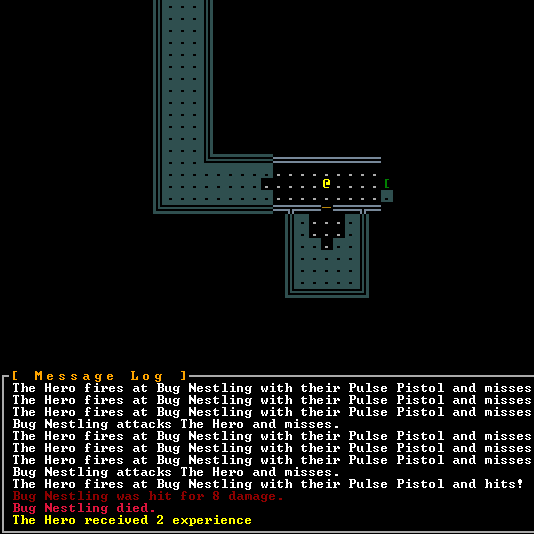 @
[
[ Message Log ]
The Hero fires at Bug Nestling with their Pulse Pistol and misses
The Hero fires at Bug Nestling with their Pulse Pistol and misses
The Hero fires at Bug Nestling with their Pulse Pistol and misses
Bug Nestling attacks The Hero and misses.
The Hero fires at Bug Nestling with their Pulse Pistol and misses
The Hero fires at Bug Nestling with their Pulse Pistol and misses
The Hero fires at Bug Nestling with their Pulse Pistol and misses
Bug Nestling attacks The Hero and misses.
The Hero fires at Bug Nestling with their Pulse Pistol and hits!
Bug Nestling was hit for 8 damage.
Bug Nestling died.
The Hero received 2 experience